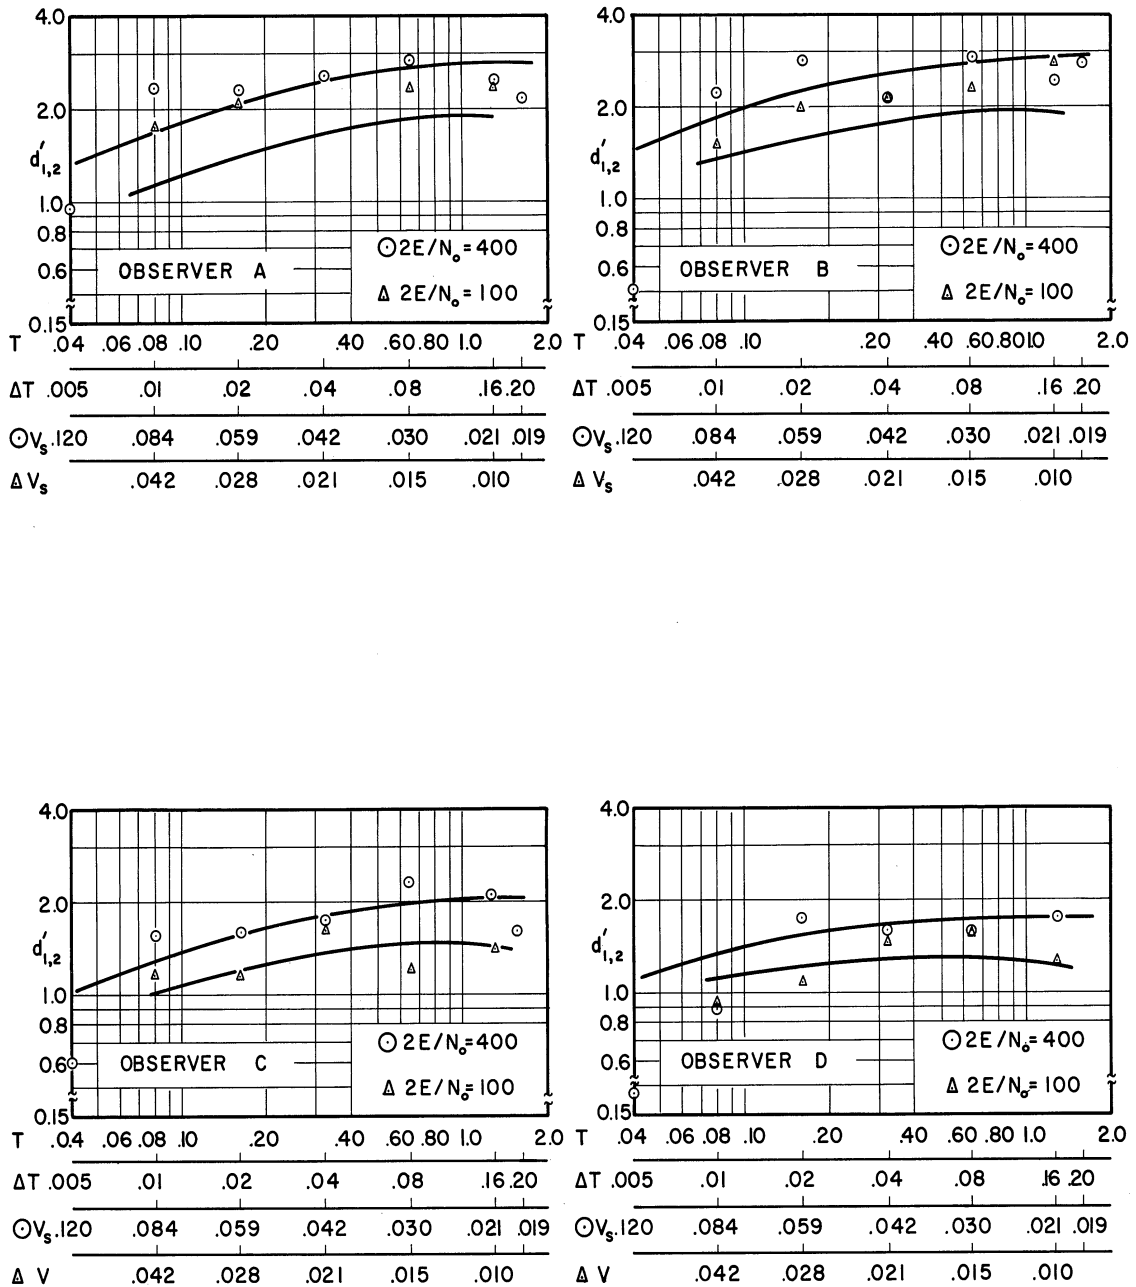 4.0
2.0
d′1,2
1.0
0.8
0.6
0.15
OBSERVER A
⊙ 2E/No = 400
△ 2E/No = 100
T .04 .06 .08 .10 .20 .40 .60 .80 1.0 2.0
ΔT .005 .01 .02 .04 .08 .16 .20
⊙Vs .120 .084 .059 .042 .030 .021 .019
△ Vs .042 .028 .021 .015 .010
4.0
2.0
d′1,2
1.0
0.8
0.6
0.15
OBSERVER B
⊙ 2E/No = 400
△ 2E/No = 100
T .04 .06 .08 .10 .20 .40 .60 .80 1.0 2.0
ΔT .005 .01 .02 .04 .08 .16 .20
⊙Vs .120 .084 .059 .042 .030 .021 .019
△ Vs .042 .028 .021 .015 .010
4.0
2.0
d′1,2
1.0
0.8
0.6
0.15
OBSERVER C
⊙ 2E/No = 400
△ 2E/No = 100
T .04 .06 .08 .10 .20 .40 .60 .80 1.0 2.0
ΔT .005 .01 .02 .04 .08 .16 .20
⊙Vs .120 .084 .059 .042 .030 .021 .019
△ V .042 .028 .021 .015 .010
4.0
2.0
d′1,2
1.0
0.8
0.6
0.15
OBSERVER D
⊙ 2E/No = 400
△ 2E/No = 100
T .04 .06 .08 .10 .20 .40 .60 .80 1.0 2.0
ΔT .005 .01 .02 .04 .08 .16 .20
⊙Vs .120 .084 .059 .042 .030 .021 .019
△ V .042 .028 .021 .015 .010